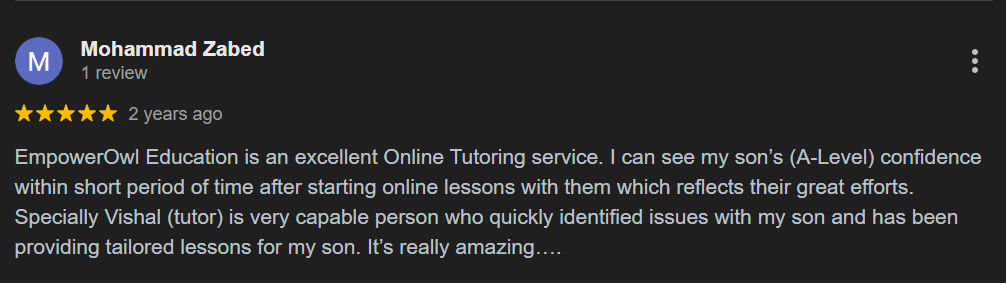 M
Mohammad Zabed
1 review
2 years ago
EmpowerOwl Education is an excellent Online Tutoring service. I can see my son’s (A-Level) confidence
within short period of time after starting online lessons with them which reflects their great efforts.
Specially Vishal (tutor) is very capable person who quickly identified issues with my son and has been
providing tailored lessons for my son. It’s really amazing….